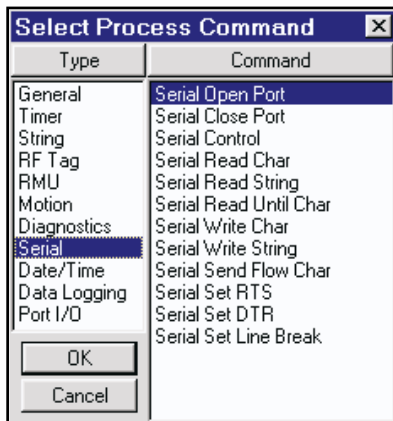 Select Process Command
Type
Command
General
Timer
String
RF Tag
RMU
Motion
Diagnostics
Serial
Date/Time
Data Logging
Port I/O
Serial Open Port
Serial Close Port
Serial Control
Serial Read Char
Serial Read String
Serial Read Until Char
Serial Write Char
Serial Write String
Serial Send Flow Char
Serial Set RTS
Serial Set DTR
Serial Set Line Break
OK
Cancel